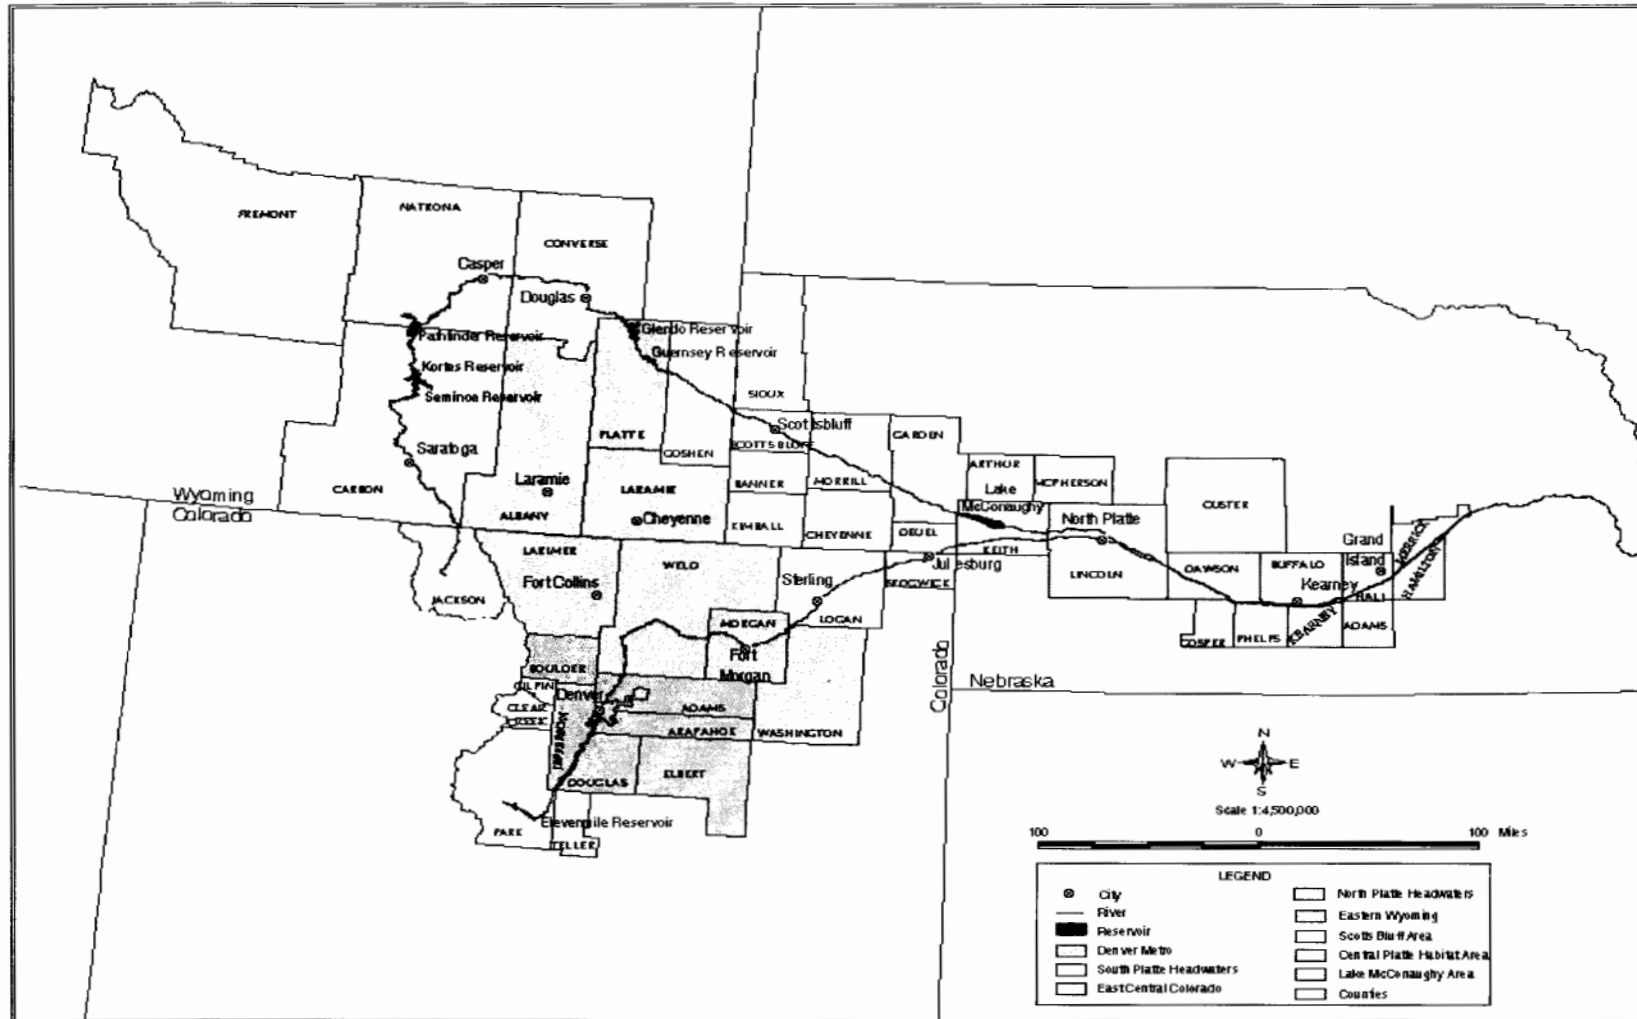 FREMONT
NATRONA
CONVERSE
Casper
Douglas
Pathfinder Reservoir
Glendo Reservoir
Guernsey Reservoir
Kortes Reservoir
Seminoe Reservoir
SIOUX
Scottsbluff
SCOTTS BLUFF
GARDEN
PLATTE
GOSHEN
Saratoga
ARTHUR
Lake
McConaughy
MCPHERSON
CARBON
Laramie
LARAMIE
BANNER
MORRILL
CUSTER
Wyoming
Colorado
ALBANY
Cheyenne
KIMBALL
CHEYENNE
DEUEL
North Platte
KEITH
Grand
Island
MERRICK
HAMILTON
LARIMER
WELD
Julesburg
LINCOLN
DAWSON
BUFFALO
Kearney
HALL
Fort Collins
Sterling
SEDGWICK
JACKSON
MORGAN
LOGAN
GOSPER
PHELPS
KEARNEY
ADAMS
Fort
Morgan
BOULDER
GILPIN
Denver
CLEAR
CREEK
JEFFERSON
ADAMS
ARAPAHOE
WASHINGTON
Colorado
Nebraska
DOUGLAS
ELBERT
Elevenmile Reservoir
PARK
TELLER
N
W
E
S
Scale 1:4,500,000
100 0 100 Miles
LEGEND
City
River
Reservoir
Denver Metro
South Platte Headwaters
East Central Colorado
North Platte Headwaters
Eastern Wyoming
Scotts Bluff Area
Central Platte Habitat Area
Lake McConaughy Area
Counties